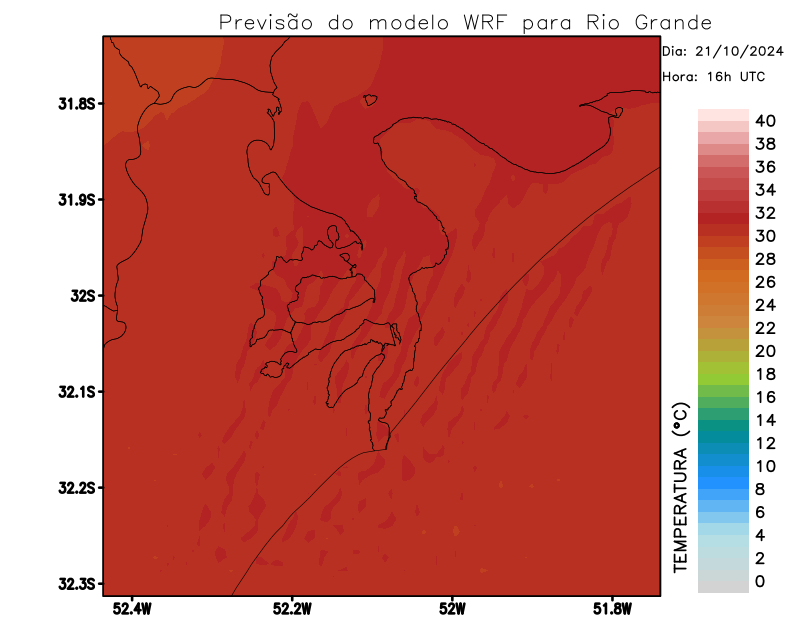 Previsão do modelo WRF para Rio Grande
Dia: 21/10/2024
Hora: 16h UTC
31.8S
31.9S
32S
32.1S
32.2S
32.3S
52.4W
52.2W
52W
51.8W
TEMPERATURA (°C)
40
38
36
34
32
30
28
26
24
22
20
18
16
14
12
10
8
6
4
2
0